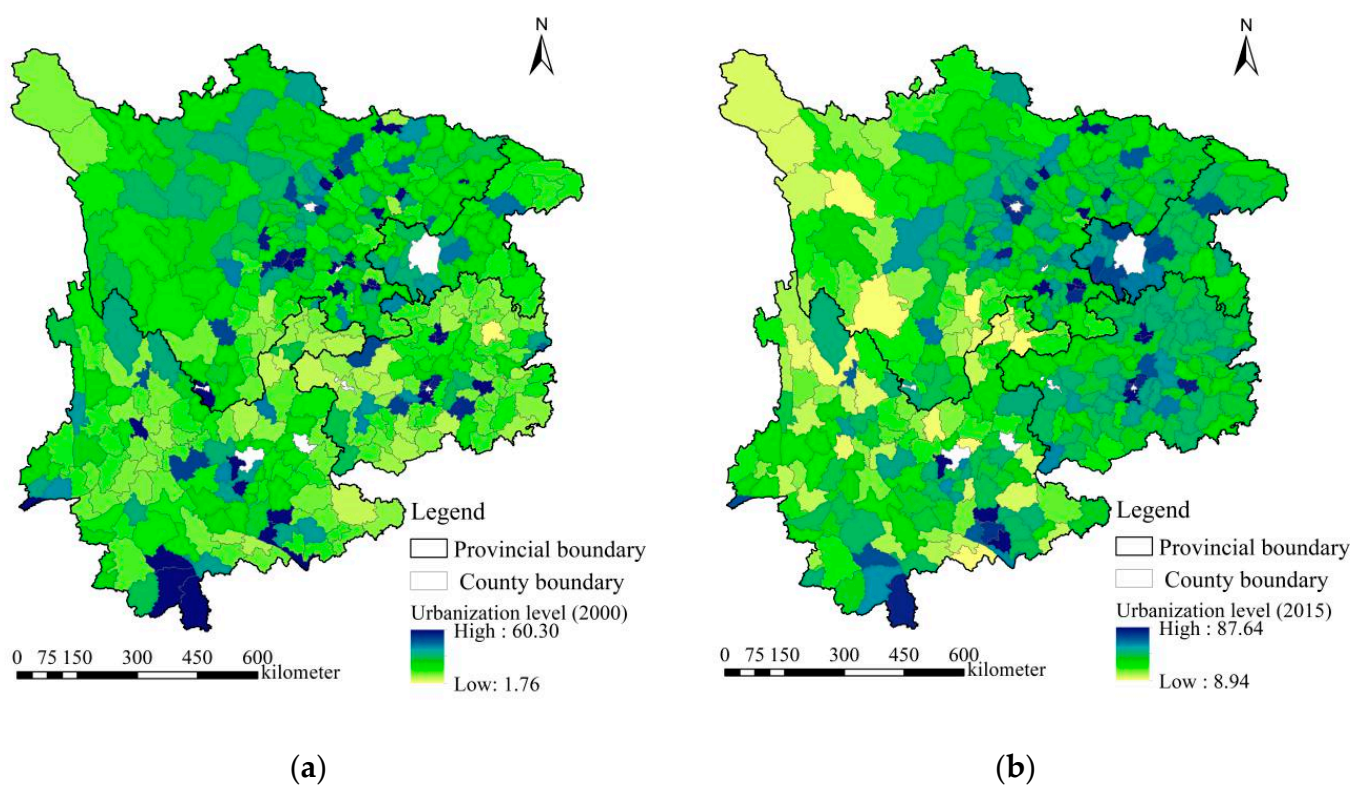 N
Legend
Provincial boundary
County boundary
Urbanization level (2000)
High : 60.30
Low: 1.76
0 75 150 300 450 600
kilometer
(a)
N
Legend
Provincial boundary
County boundary
Urbanization level (2015)
High : 87.64
Low : 8.94
0 75 150 300 450 600
kilometer
(b)